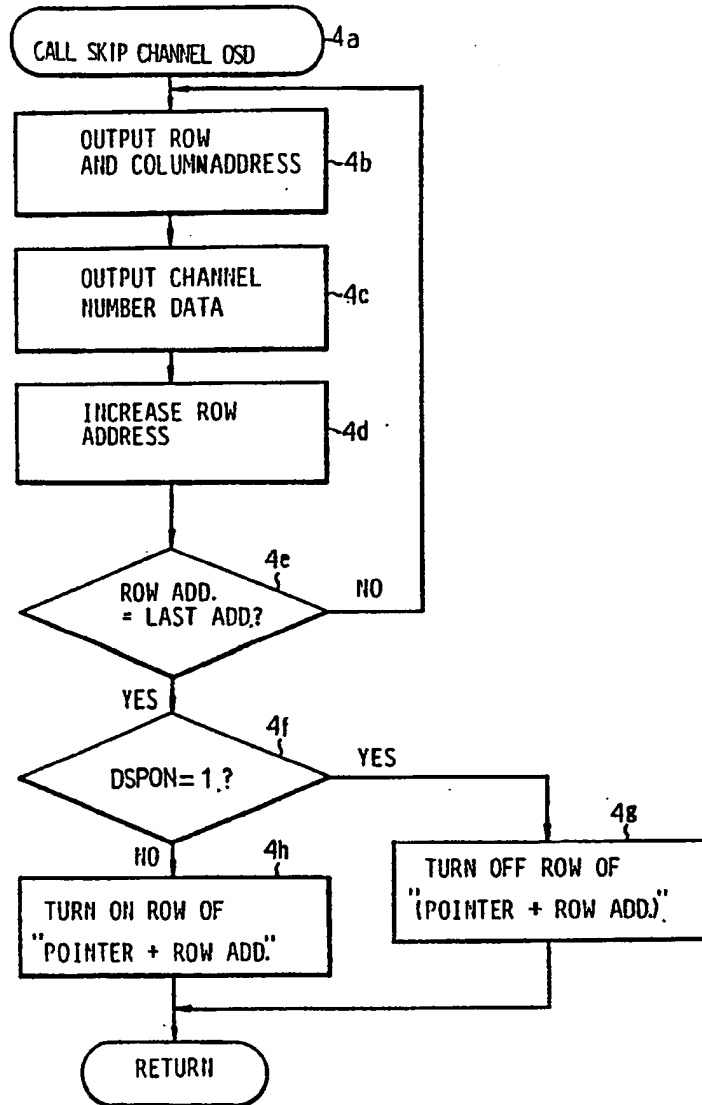 CALL SKIP CHANNEL OSD
4a
OUTPUT ROW
AND COLUMNADDRESS
4b
OUTPUT CHANNEL
NUMBER DATA
4c
INCREASE ROW
ADDRESS
4d
4e
ROW ADD.
= LAST ADD.?
NO
YES
4f
DSPON=1.?
YES
NO
4g
TURN OFF ROW OF
"(POINTER + ROW ADD.)"
4h
TURN ON ROW OF
"POINTER + ROW ADD."
RETURN